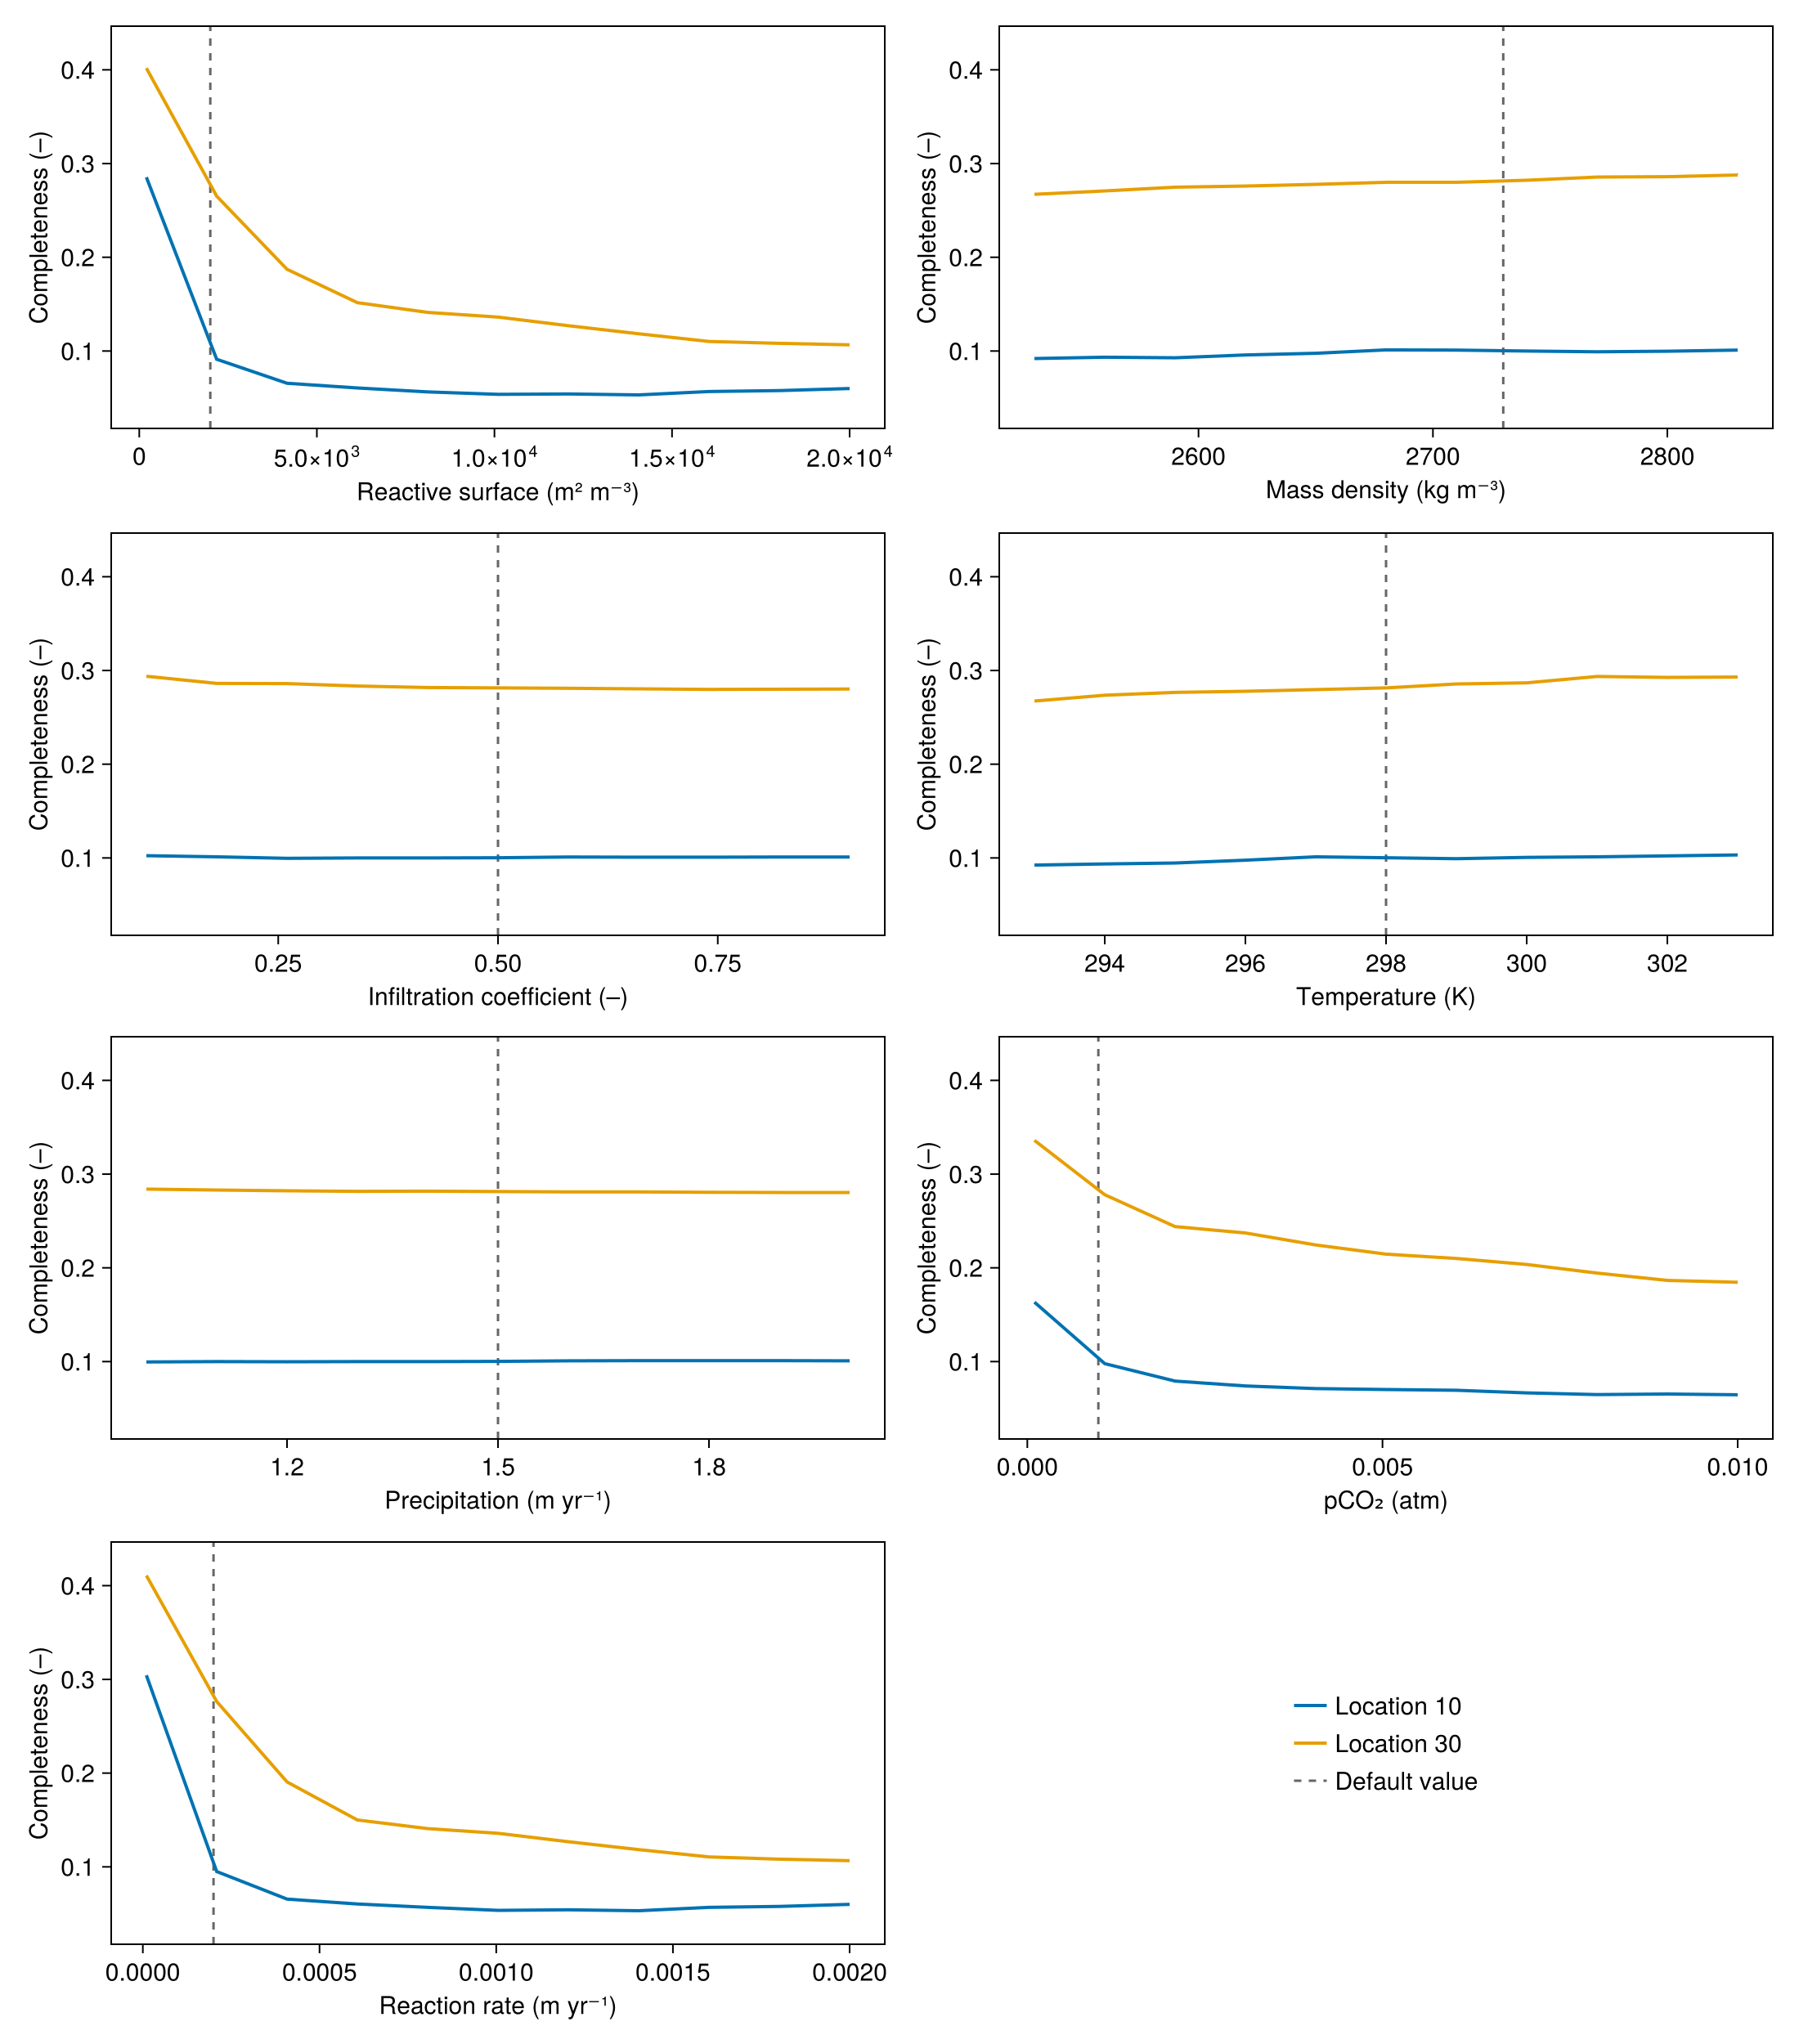 0.4
0.3
0.2
0.1
Completeness (–)
0 5.0×10³ 1.0×10⁴ 1.5×10⁴ 2.0×10⁴
Reactive surface (m² m⁻³)
0.4
0.3
0.2
0.1
Completeness (–)
2600 2700 2800
Mass density (kg m⁻³)
0.4
0.3
0.2
0.1
Completeness (–)
0.25 0.50 0.75
Infiltration coefficient (–)
0.4
0.3
0.2
0.1
Completeness (–)
294 296 298 300 302
Temperature (K)
0.4
0.3
0.2
0.1
Completeness (–)
1.2 1.5 1.8
Precipitation (m yr⁻¹)
0.4
0.3
0.2
0.1
Completeness (–)
0.000 0.005 0.010
pCO₂ (atm)
0.4
0.3
0.2
0.1
Completeness (–)
0.0000 0.0005 0.0010 0.0015 0.0020
Reaction rate (m yr⁻¹)
Location 10
Location 30
Default value